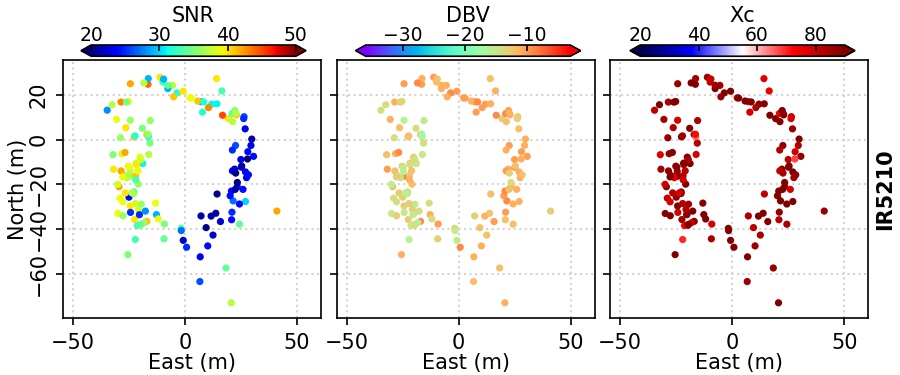 SNR DBV Xc
20 30 40 50 −30 −20 −10 20 40 60 80
North (m)
20
0
−20
−40
−60
−50 0 50 −50 0 50 −50 0 50
East (m) East (m) East (m)
IR5210